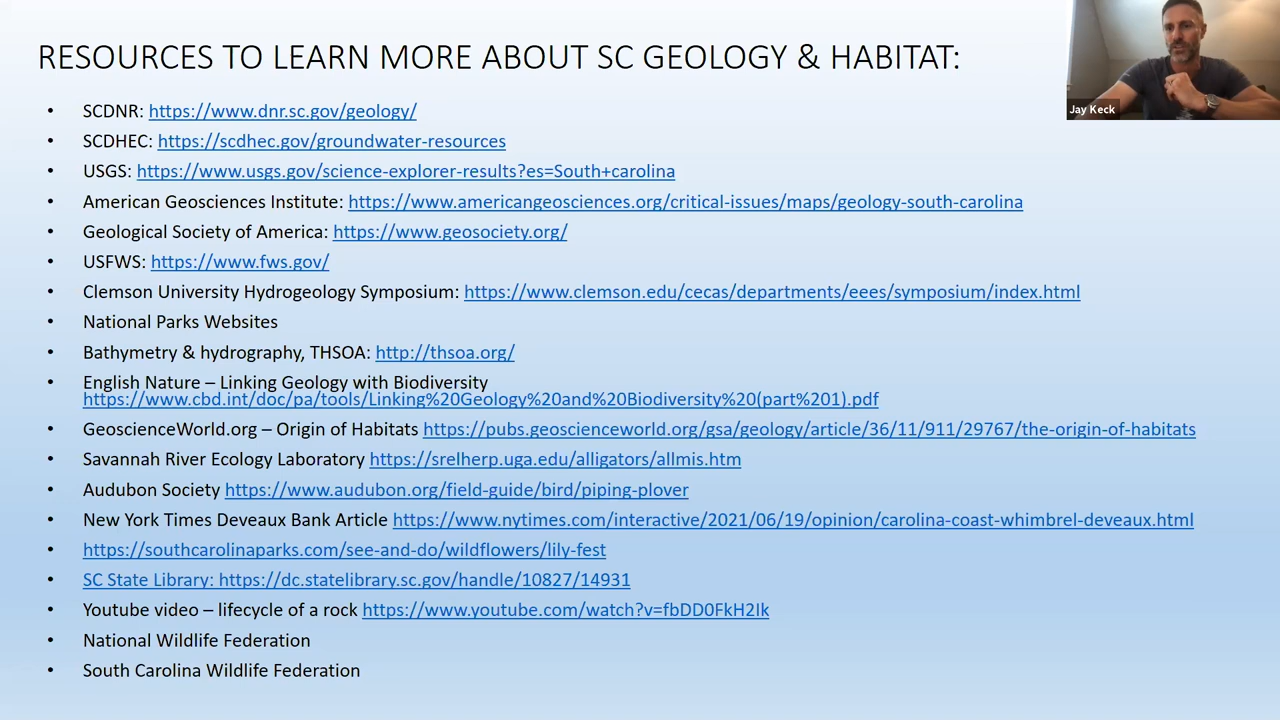 RESOURCES TO LEARN MORE ABOUT SC GEOLOGY & HABITAT:
Jay Keck
• SCDNR: https://www.dnr.sc.gov/geology/
• SCDHEC: https://scdhec.gov/groundwater-resources
• USGS: https://www.usgs.gov/science-explorer-results?es=South+carolina
• American Geosciences Institute: https://www.americangeosciences.org/critical-issues/maps/geology-south-carolina
• Geological Society of America: https://www.geosociety.org/
• USFWS: https://www.fws.gov/
• Clemson University Hydrogeology Symposium: https://www.clemson.edu/cecas/departments/eees/symposium/index.html
• National Parks Websites
• Bathymetry & hydrography, THSOA: http://thsoa.org/
• English Nature – Linking Geology with Biodiversity
https://www.cbd.int/doc/pa/tools/Linking%20Geology%20and%20Biodiversity%20(part%201).pdf
• GeoscienceWorld.org – Origin of Habitats https://pubs.geoscienceworld.org/gsa/geology/article/36/11/911/29767/the-origin-of-habitats
• Savannah River Ecology Laboratory https://srelherp.uga.edu/alligators/allmis.htm
• Audubon Society https://www.audubon.org/field-guide/bird/piping-plover
• New York Times Deveaux Bank Article https://www.nytimes.com/interactive/2021/06/19/opinion/carolina-coast-whimbrel-deveaux.html
• https://southcarolinaparks.com/see-and-do/wildflowers/lily-fest
• SC State Library: https://dc.statelibrary.sc.gov/handle/10827/14931
• Youtube video – lifecycle of a rock https://www.youtube.com/watch?v=fbDD0FkH2Ik
• National Wildlife Federation
• South Carolina Wildlife Federation